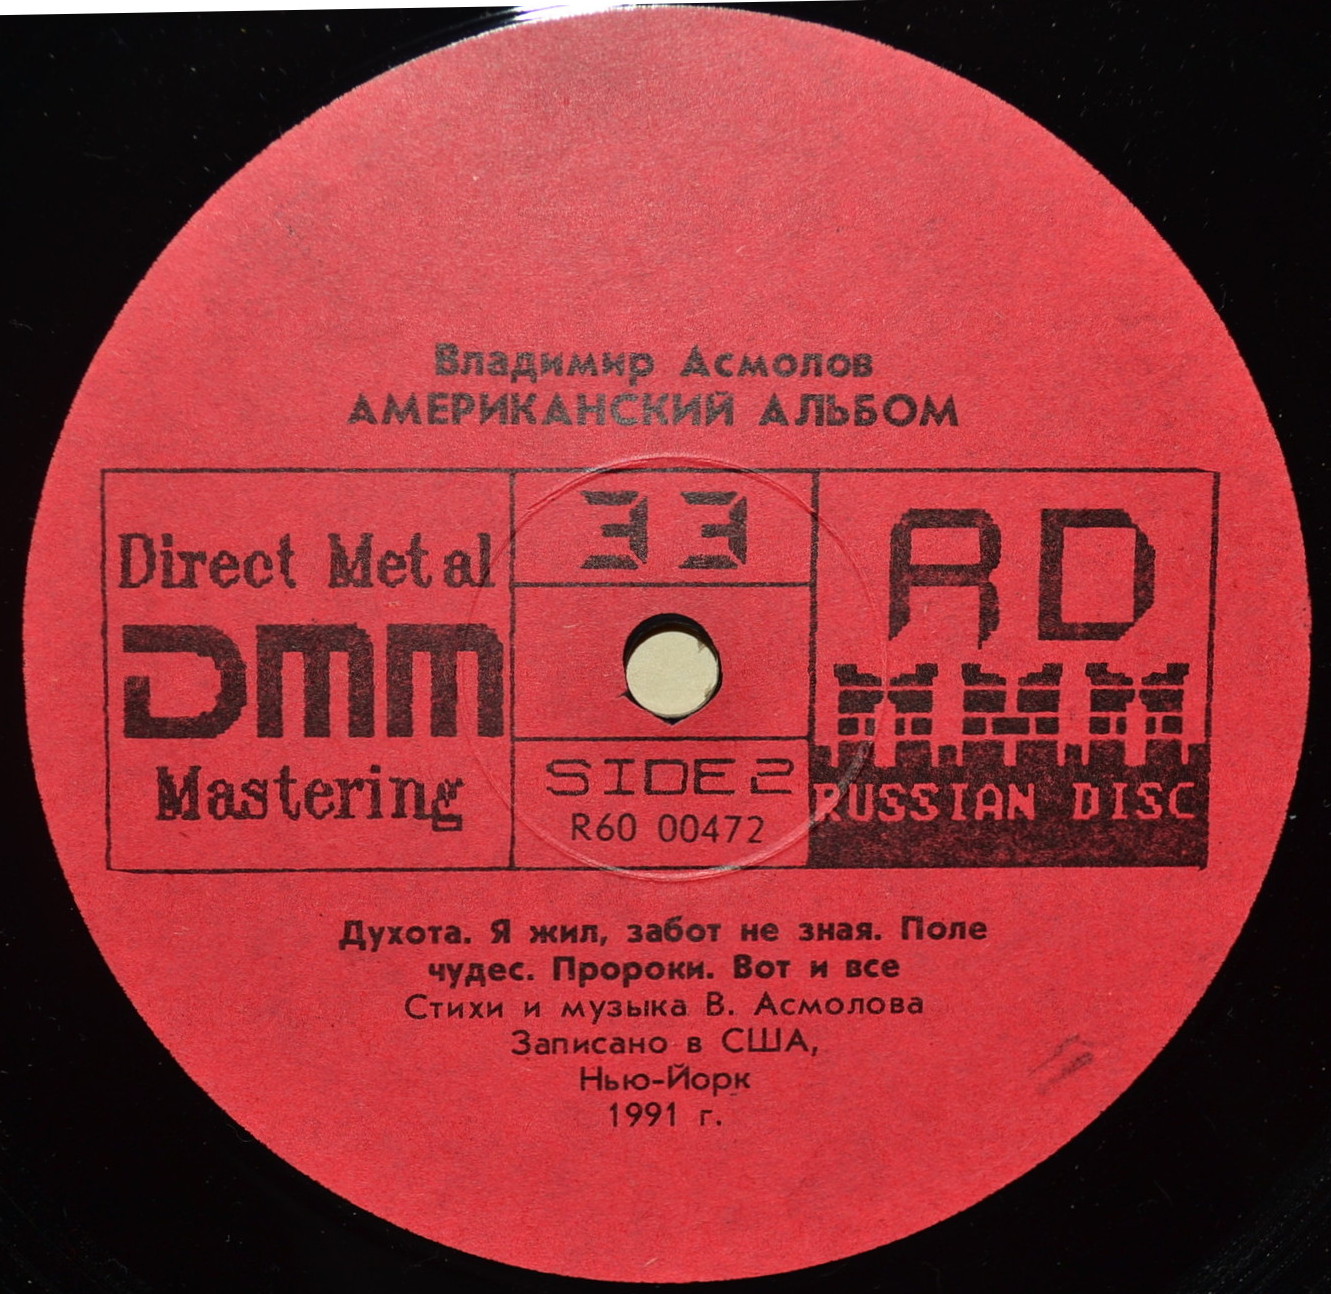 Владимир Асмолов
АМЕРИКАНСКИЙ АЛЬБОМ
Direct Metal
DMM
Mastering
33
SIDE 2
R60 00472
RD
RUSSIAN DISC
Духота. Я жил, забот не зная. Поле
чудес. Пророки. Вот и все
Стихи и музыка В. Асмолова
Записано в США,
Нью-Йорк
1991 г.